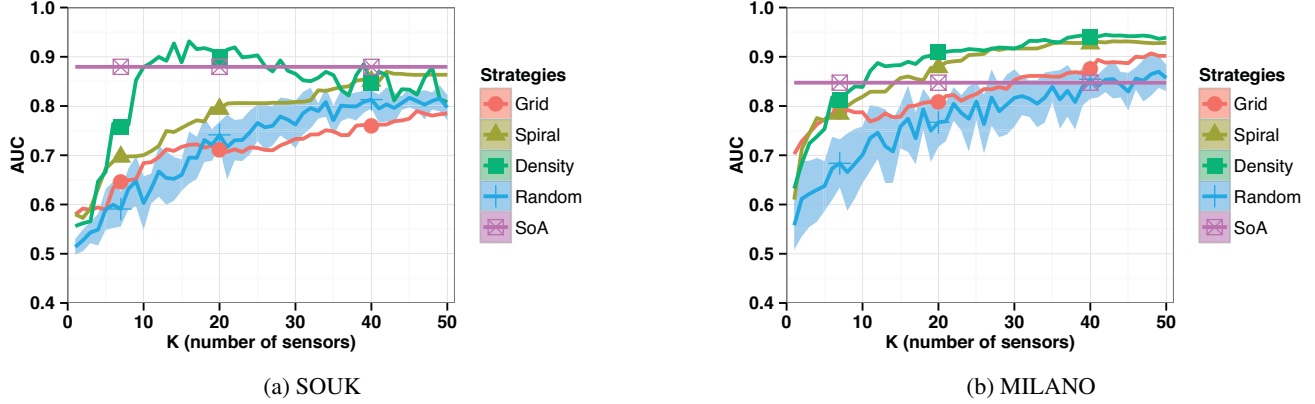 1.0
0.9
0.8
0.7
0.6
0.5
0.4
AUC
0 10 20 30 40 50
K (number of sensors)
Strategies
Grid
Spiral
Density
Random
SoA
(a) SOUK
1.0
0.9
0.8
0.7
0.6
0.5
0.4
AUC
0 10 20 30 40 50
K (number of sensors)
Strategies
Grid
Spiral
Density
Random
SoA
(b) MILANO